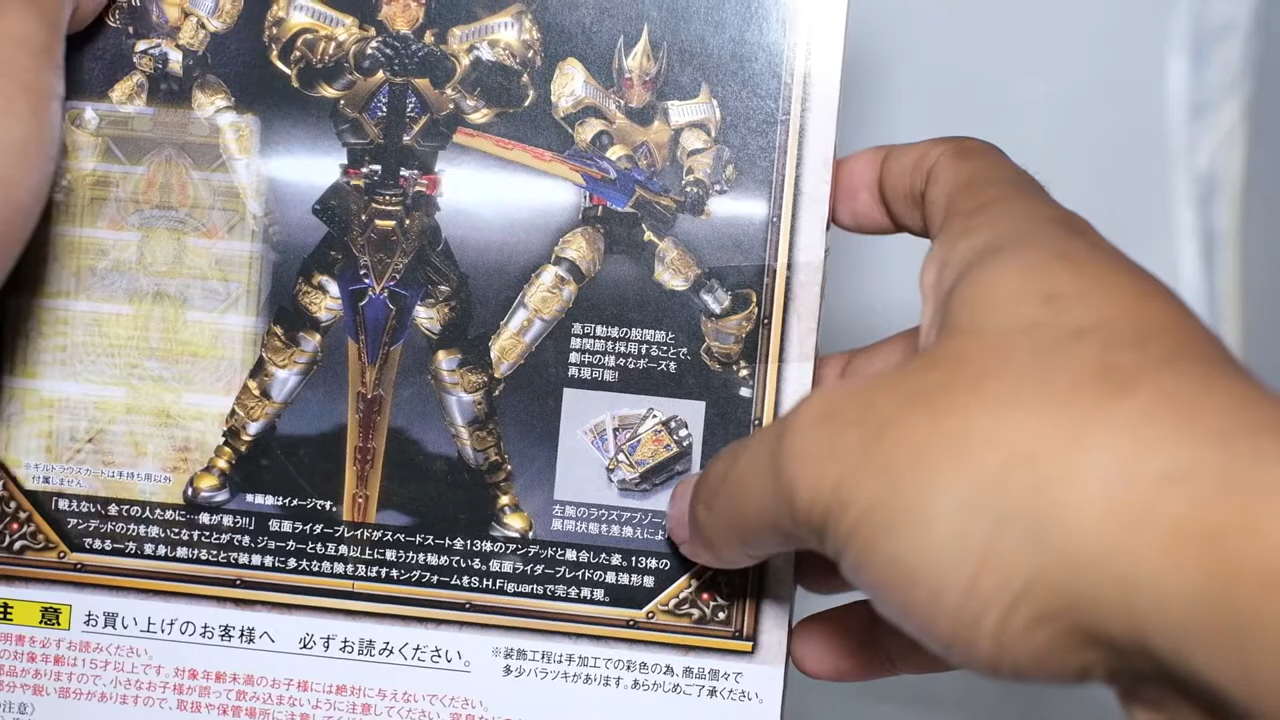 高可動域の股関節と
膝関節を採用することで、
劇中の様々なポーズを
再現可能!
※ギルドラウズカードは手持ち用以外
付属しません。
※画像はイメージです。
左腕のラウズアブソー
展開状態を差換えによ
「戦えない、全ての人ために…俺が戦う!!」 仮面ライダーブレイドがスペードスート全13体のアンデッドと融合した姿。13体の
アンデッドの力を使いこなすことができ、ジョーカーとも互角以上に戦う力を秘めている。仮面ライダーブレイドの最強形態
である一方、変身し続けることで装着者に多大な危険を及ぼすキングフォームをS.H.Figuartsで完全再現。
注 意 お買い上げのお客様へ 必ずお読みください。
※装飾工程は手加工での彩色の為、商品個々で
多少バラツキがあります。あらかじめご了承ください。
明書を必ずお読みください。
の対象年齢は15才以上です。対象年齢未満のお子様には絶対に与えないでください。
部品がありますので、小さなお子様が誤って飲み込まないように注意してください。窒息などの
部分や鋭い部分がありますので、取扱や保管場所に注意してく
注意》